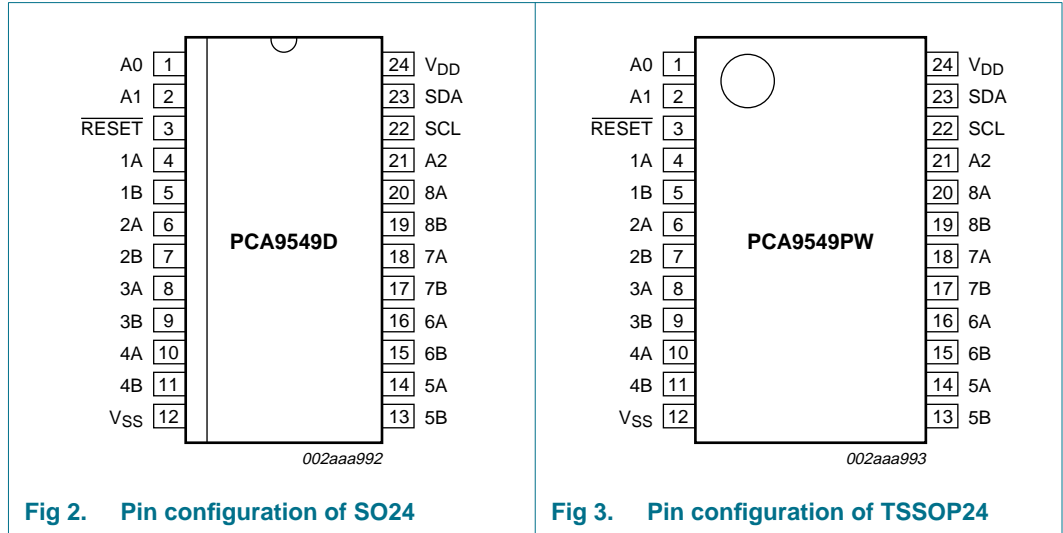 A0 1 24 VDD
A1 2 23 SDA
RESET 3 22 SCL
1A 4 21 A2
1B 5 20 8A
2A 6 19 8B
PCA9549D
2B 7 18 7A
3A 8 17 7B
3B 9 16 6A
4A 10 15 6B
4B 11 14 5A
VSS 12 13 5B
002aaa992
Fig 2. Pin configuration of SO24
A0 1 24 VDD
A1 2 23 SDA
RESET 3 22 SCL
1A 4 21 A2
1B 5 20 8A
2A 6 19 8B
PCA9549PW
2B 7 18 7A
3A 8 17 7B
3B 9 16 6A
4A 10 15 6B
4B 11 14 5A
VSS 12 13 5B
002aaa993
Fig 3. Pin configuration of TSSOP24